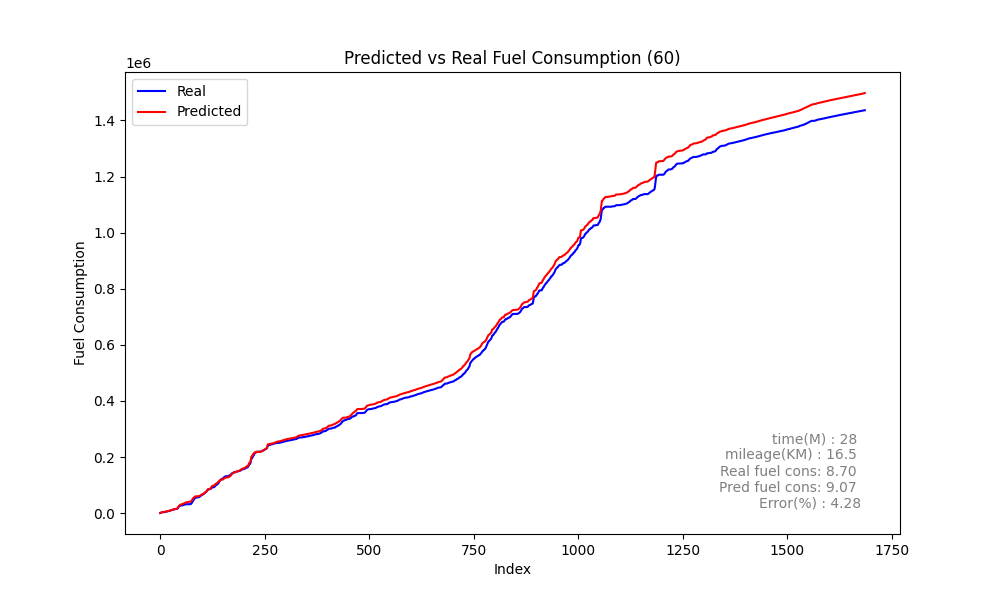 Predicted vs Real Fuel Consumption (60)
1e6
Real
Predicted
1.4
1.2
1.0
0.8
0.6
0.4
0.2
0.0
Fuel Consumption
time(M) : 28
mileage(KM) : 16.5
Real fuel cons: 8.70
Pred fuel cons: 9.07
Error(%) : 4.28
0 250 500 750 1000 1250 1500 1750
Index